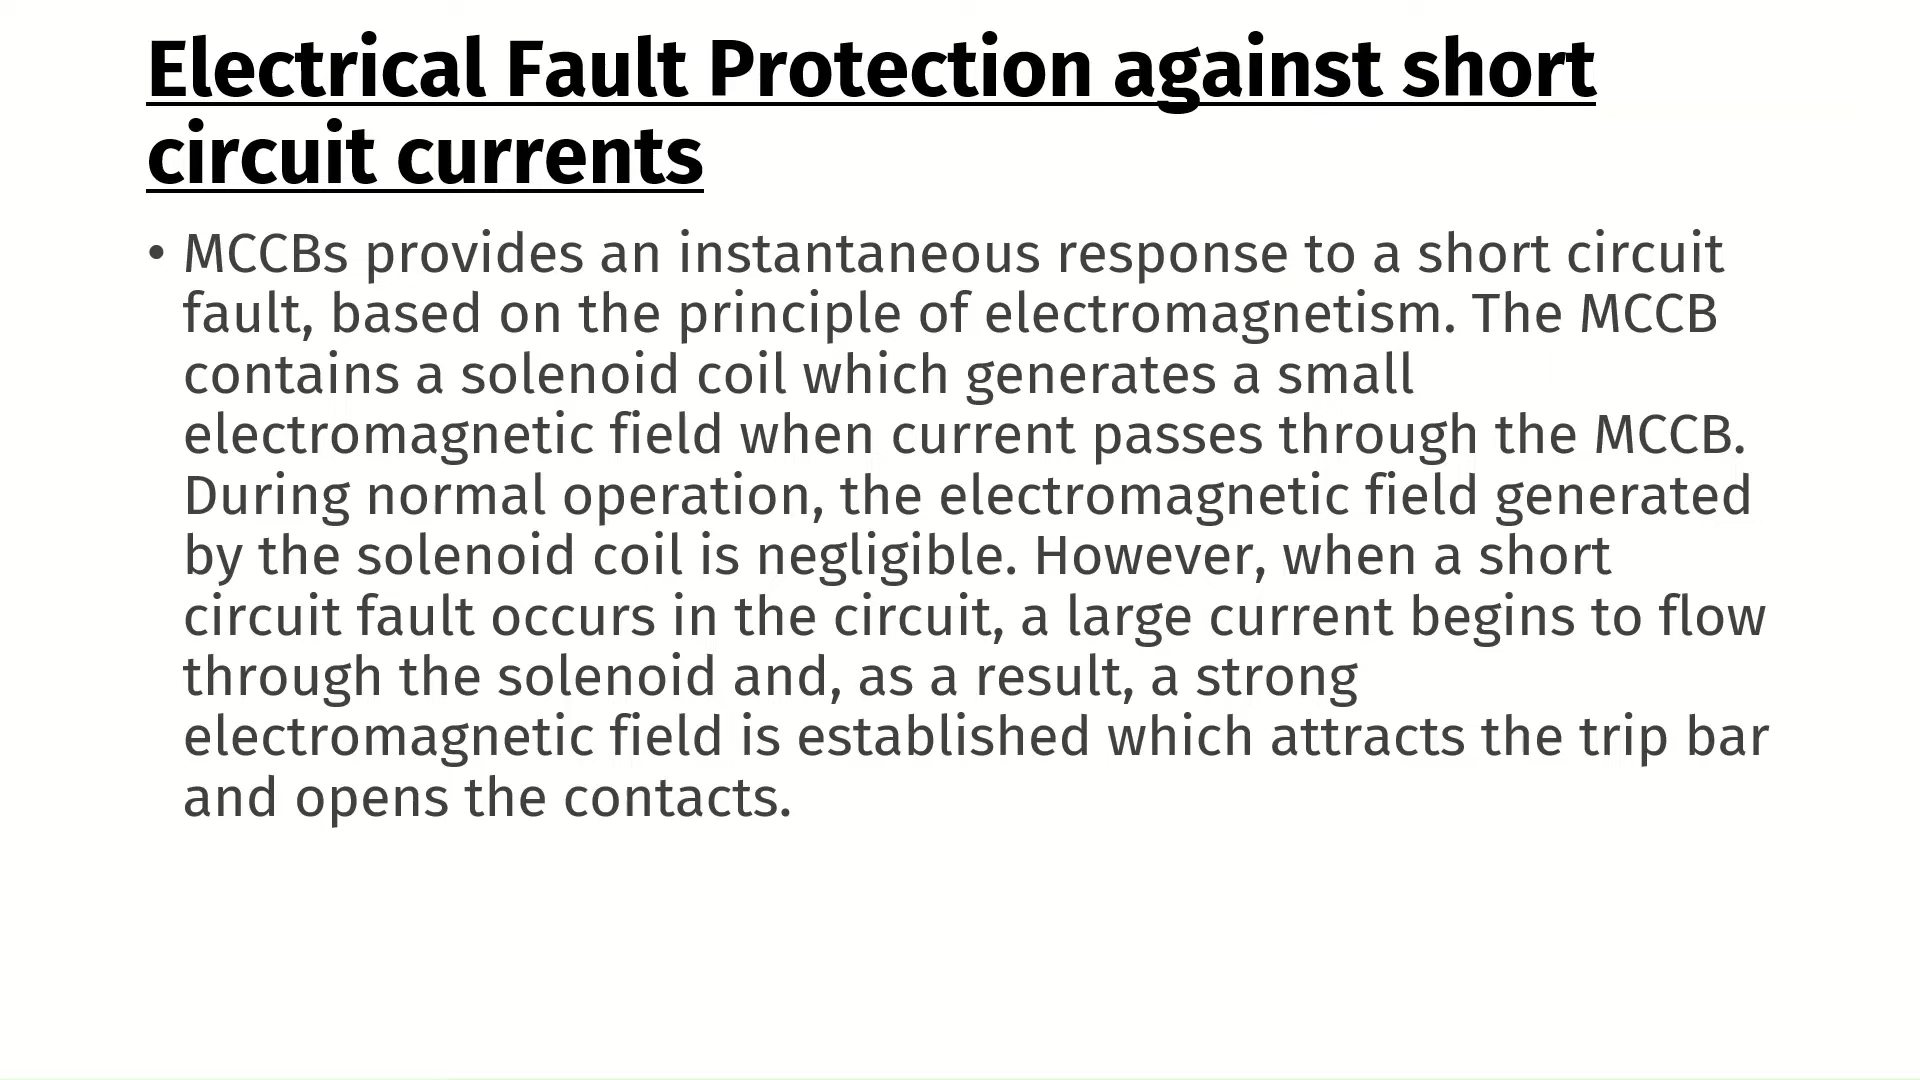 Electrical Fault Protection against short
circuit currents
• MCCBs provides an instantaneous response to a short circuit
fault, based on the principle of electromagnetism. The MCCB
contains a solenoid coil which generates a small
electromagnetic field when current passes through the MCCB.
During normal operation, the electromagnetic field generated
by the solenoid coil is negligible. However, when a short
circuit fault occurs in the circuit, a large current begins to flow
through the solenoid and, as a result, a strong
electromagnetic field is established which attracts the trip bar
and opens the contacts.